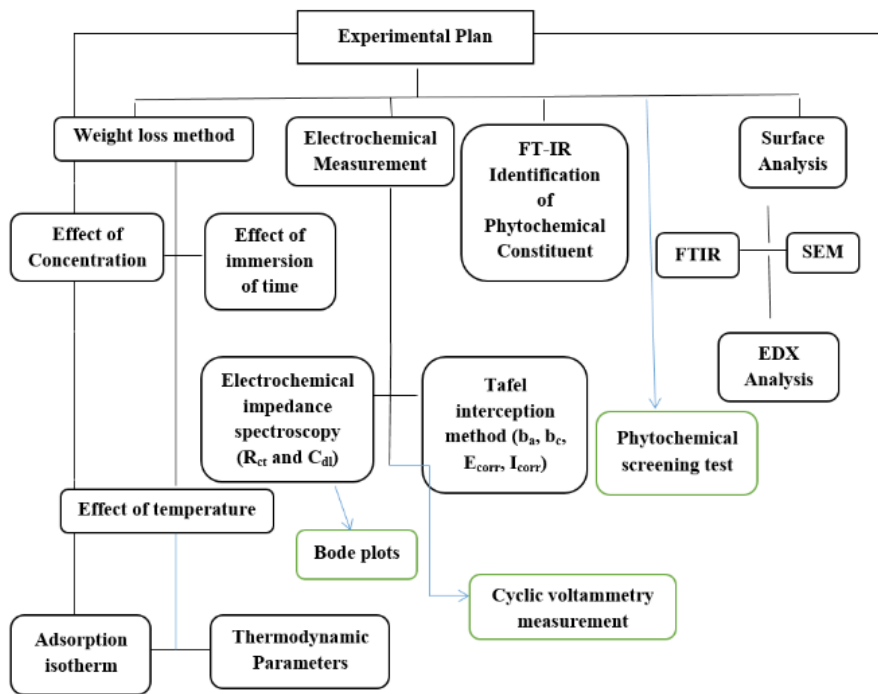 Experimental Plan
Weight loss method
Electrochemical
Measurement
FT-IR
Identification
of
Phytochemical
Constituent
Surface
Analysis
Effect of
Concentration
Effect of
immersion
of time
FTIR
SEM
EDX
Analysis
Electrochemical
impedance
spectroscopy
(Rct and Cdl)
Tafel
interception
method (ba, bc,
Ecorr, Icorr)
Phytochemical
screening test
Effect of temperature
Bode plots
Cyclic voltammetry
measurement
Adsorption
isotherm
Thermodynamic
Parameters